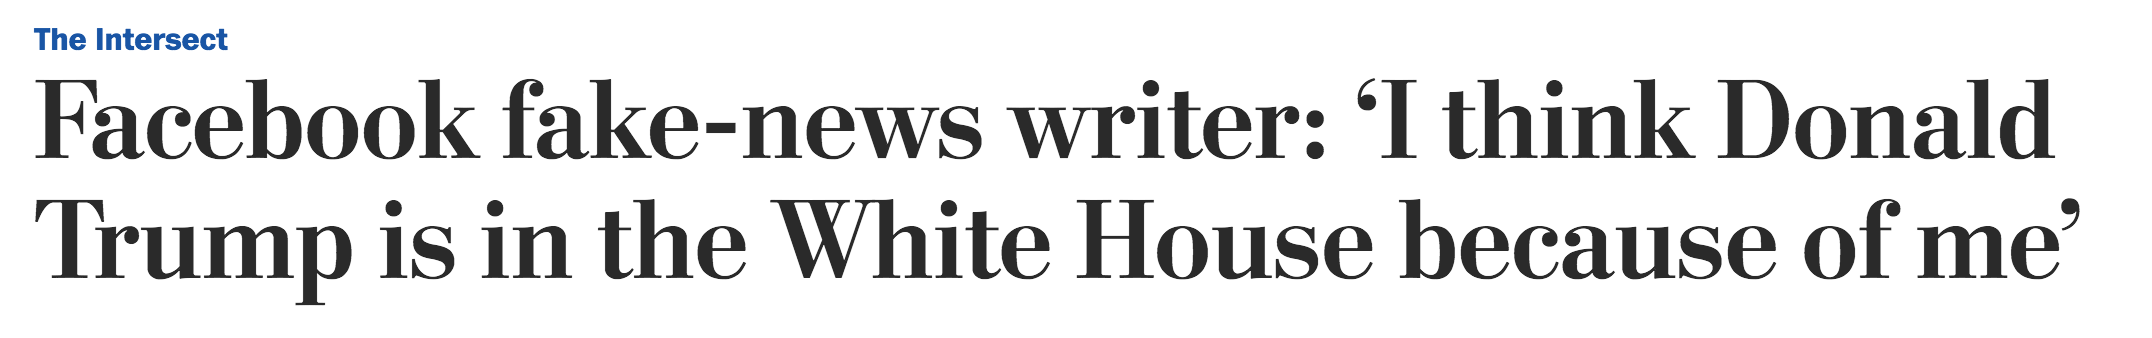 The Intersect
Facebook fake-news writer: ‘I think Donald
Trump is in the White House because of me’